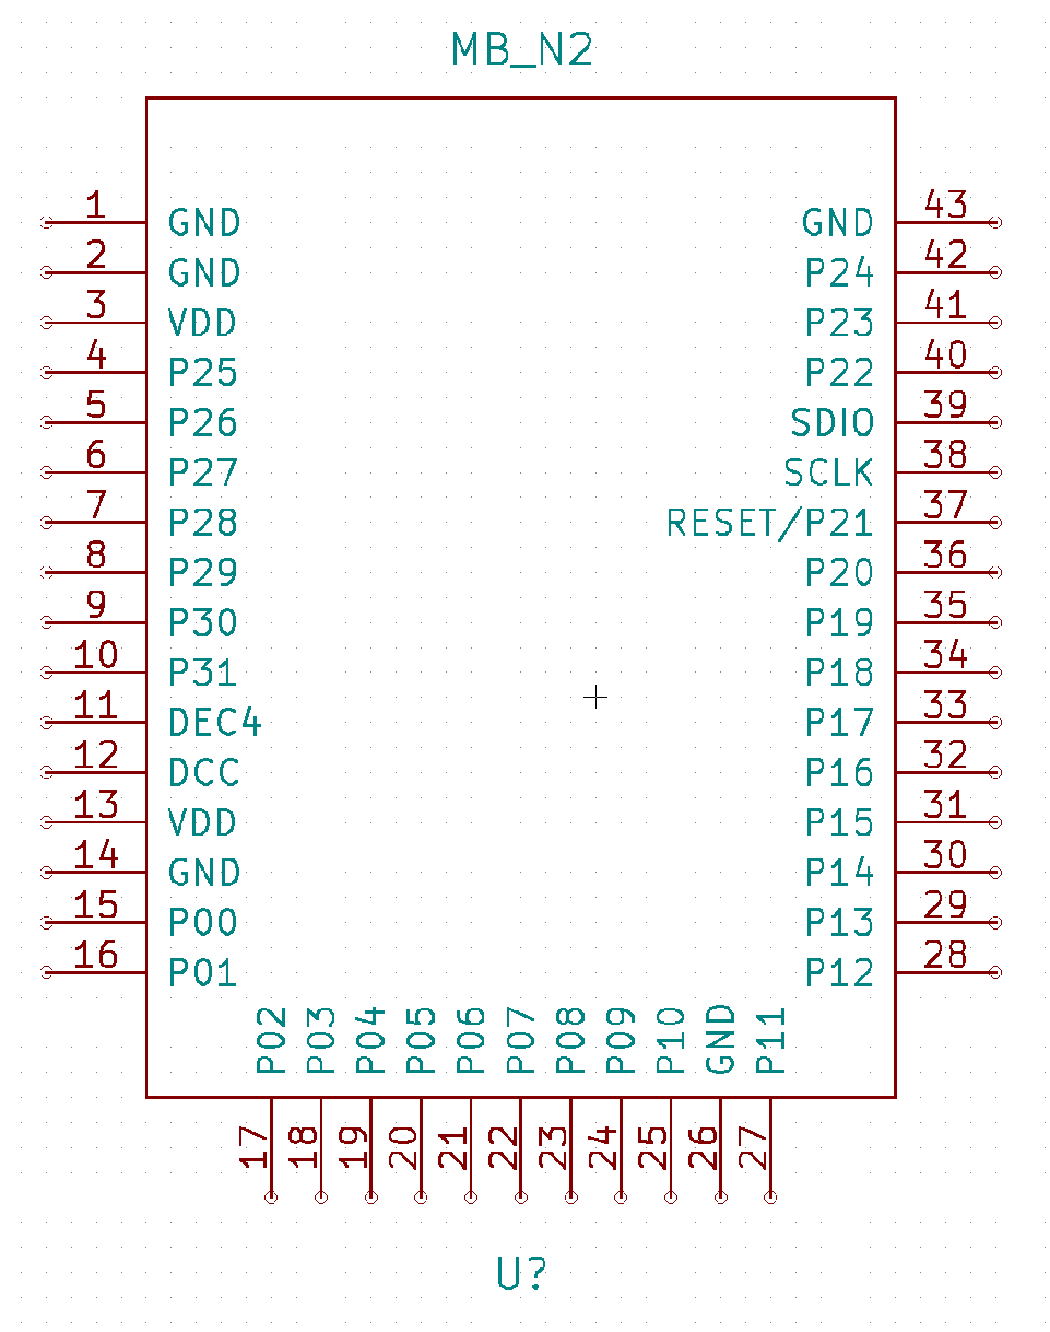 MB_N2
1 GND GND 43
2 GND P24 42
3 VDD P23 41
4 P25 P22 40
5 P26 SDIO 39
6 P27 SCLK 38
7 P28 RESET/P21 37
8 P29 P20 36
9 P30 P19 35
10 P31 P18 34
11 DEC4 P17 33
12 DCC P16 32
13 VDD P15 31
14 GND P14 30
15 P00 P13 29
16 P01 P12 28
P02 P03 P04 P05 P06 P07 P08 P09 P10 GND P11
17 18 19 20 21 22 23 24 25 26 27
U?